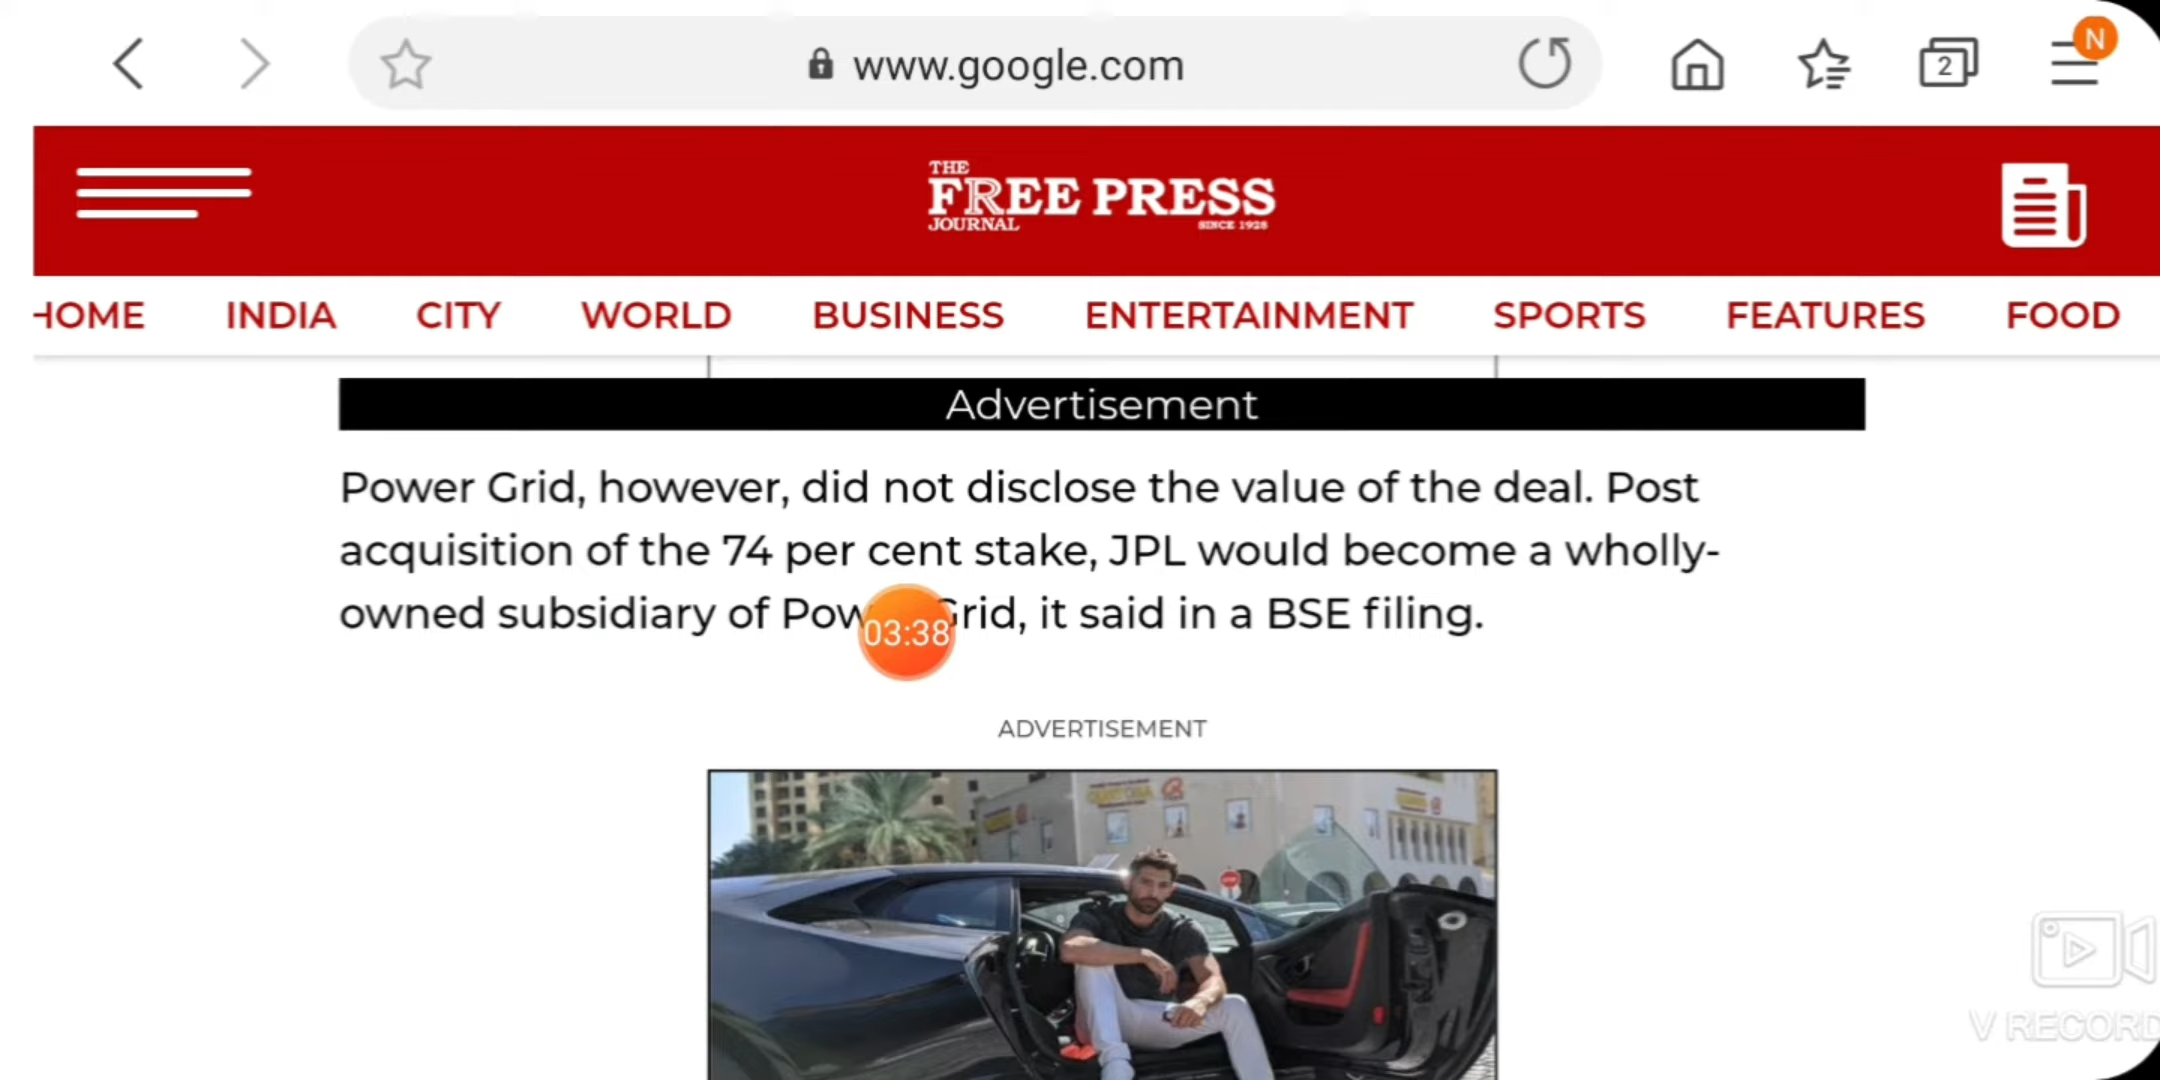 www.google.com
2
N
THE
FREE PRESS
JOURNAL
SINCE 1928
HOME INDIA CITY WORLD BUSINESS ENTERTAINMENT SPORTS FEATURES FOOD
Advertisement
Power Grid, however, did not disclose the value of the deal. Post
acquisition of the 74 per cent stake, JPL would become a wholly-
owned subsidiary of Pow Grid, it said in a BSE filing.
03:38
ADVERTISEMENT
V RECORD